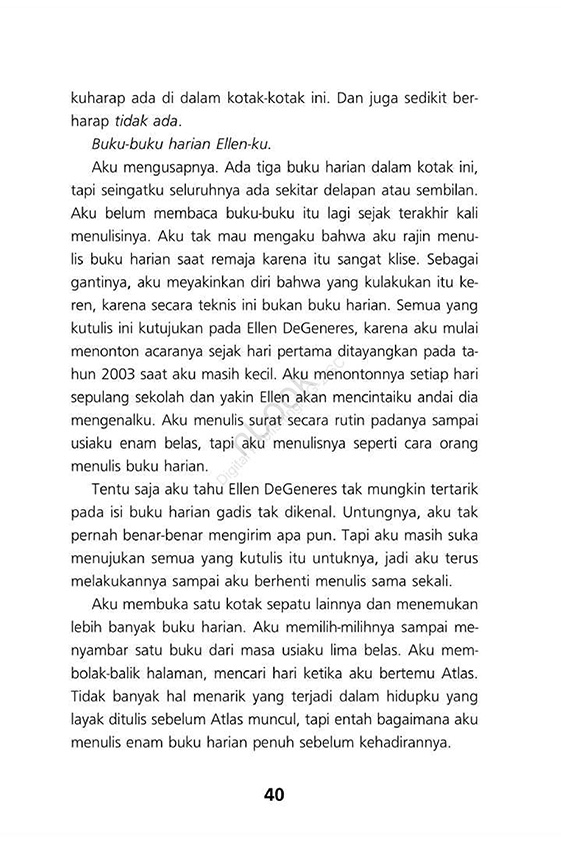 kuharap ada di dalam kotak-kotak ini. Dan juga sedikit ber-
harap tidak ada.
Buku-buku harian Ellen-ku.
Aku mengusapnya. Ada tiga buku harian dalam kotak ini,
tapi seingatku seluruhnya ada sekitar delapan atau sembilan.
Aku belum membaca buku-buku itu lagi sejak terakhir kali
menulisinya. Aku tak mau mengaku bahwa aku rajin menu-
lis buku harian saat remaja karena itu sangat klise. Sebagai
gantinya, aku meyakinkan diri bahwa yang kulakukan itu ke-
ren, karena secara teknis ini bukan buku harian. Semua yang
kutulis ini kutujukan pada Ellen DeGeneres, karena aku mulai
menonton acaranya sejak hari pertama ditayangkan pada ta-
hun 2003 saat aku masih kecil. Aku menontonnya setiap hari
sepulang sekolah dan yakin Ellen akan mencintaiku andai dia
mengenalku. Aku menulis surat secara rutin padanya sampai
usiaku enam belas, tapi aku menulisnya seperti cara orang
menulis buku harian.
Tentu saja aku tahu Ellen DeGeneres tak mungkin tertarik
pada isi buku harian gadis tak dikenal. Untungnya, aku tak
pernah benar-benar mengirim apa pun. Tapi aku masih suka
menujukan semua yang kutulis itu untuknya, jadi aku terus
melakukannya sampai aku berhenti menulis sama sekali.
Aku membuka satu kotak sepatu lainnya dan menemukan
lebih banyak buku harian. Aku memilih-milihnya sampai me-
nyambar satu buku dari masa usiaku lima belas. Aku mem-
bolak-balik halaman, mencari hari ketika aku bertemu Atlas.
Tidak banyak hal menarik yang terjadi dalam hidupku yang
layak ditulis sebelum Atlas muncul, tapi entah bagaimana aku
menulis enam buku harian penuh sebelum kehadirannya.
40